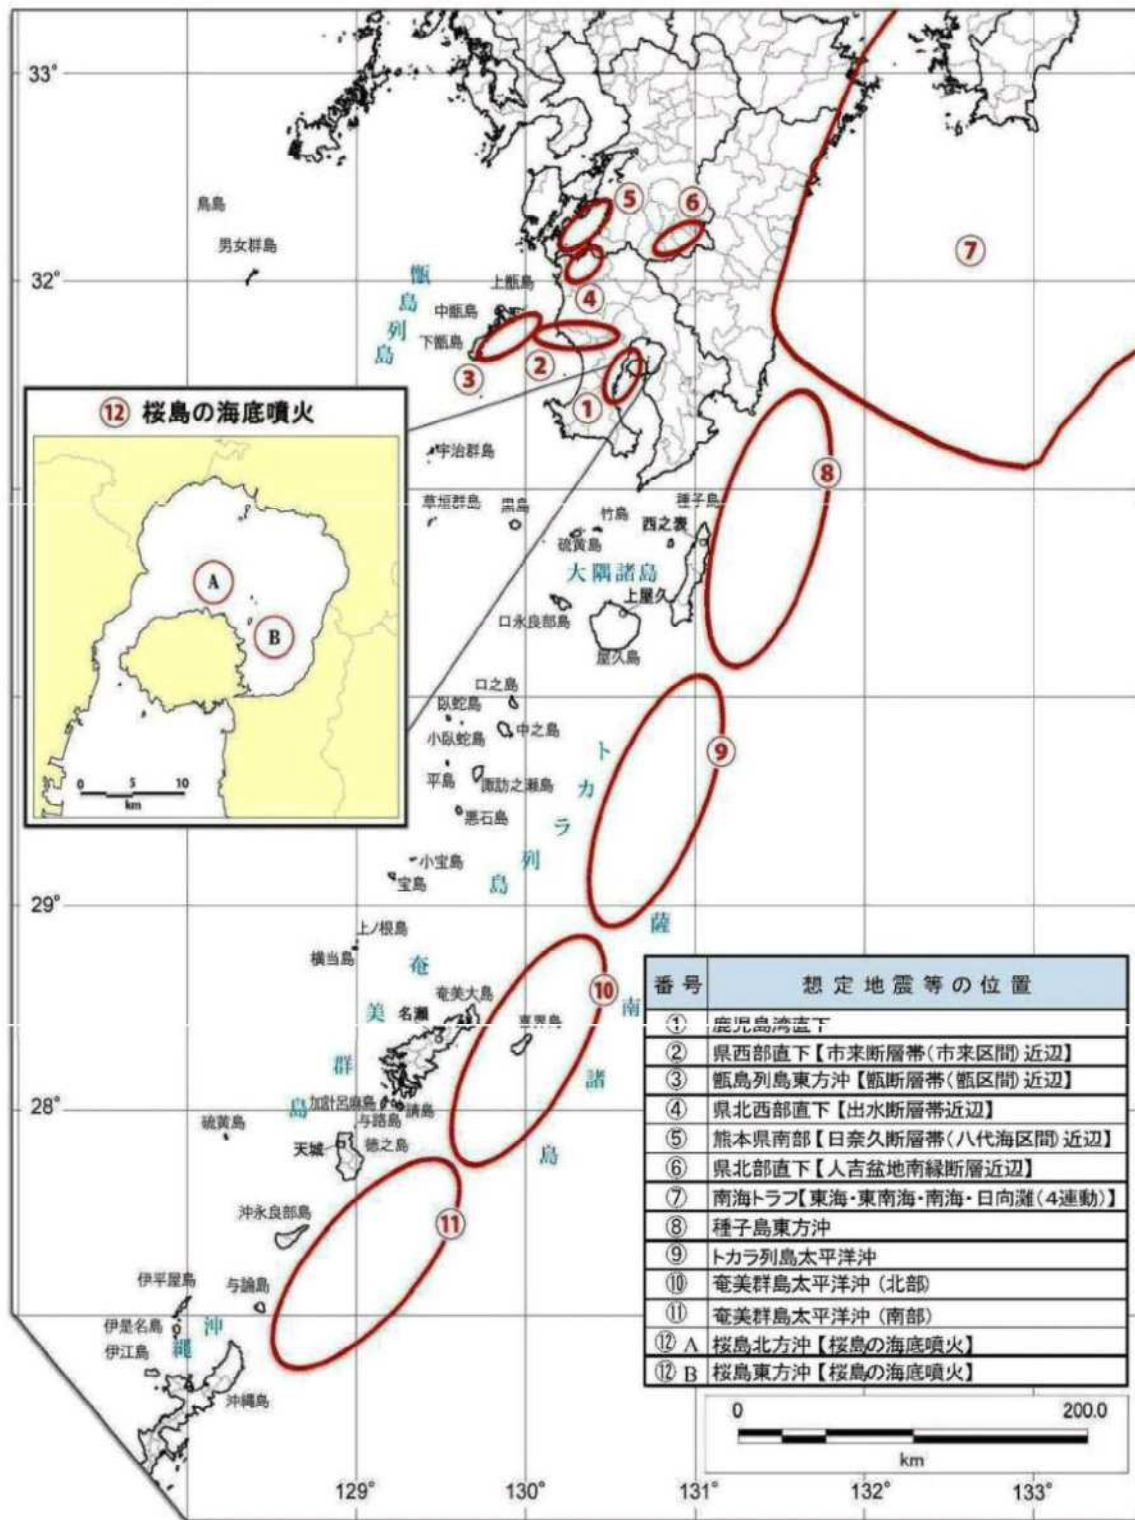 33°
32°
29°
28°
129°
130°
131°
132°
133°
鳥島
男女群島
甑島列島
上甑島
中甑島
下甑島
⑤
⑥
⑦
④
③
②
①
⑫ 桜島の海底噴火
A
B
0 5 10
km
宇治群島
草垣群島
黒島
竹島
硫黄島
種子島
西之表
大隅諸島
上屋久
口永良部島
屋久島
⑧
口之島
臥蛇島
小臥蛇島
中之島
平島
諏訪之瀬島
悪石島
トカラ列島
小宝島
宝島
⑨
上ノ根島
横当島
奄美群島
奄美大島
名瀬
喜界島
⑩
薩南諸島
加計呂麻島
請島
与路島
硫黄島
天城
徳之島
沖永良部島
⑪
伊平屋島
与論島
伊是名島
沖縄
伊江島
沖縄島
番号 想定地震等の位置
① 鹿児島湾直下
② 県西部直下【市来断層帯(市来区間)近辺】
③ 甑島列島東方沖【甑断層帯(甑区間)近辺】
④ 県北西部直下【出水断層帯近辺】
⑤ 熊本県南部【日奈久断層帯(八代海区間)近辺】
⑥ 県北部直下【人吉盆地南縁断層近辺】
⑦ 南海トラフ【東海・東南海・南海・日向灘(4連動)】
⑧ 種子島東方沖
⑨ トカラ列島太平洋沖
⑩ 奄美群島太平洋沖(北部)
⑪ 奄美群島太平洋沖(南部)
⑫ A 桜島北方沖【桜島の海底噴火】
⑫ B 桜島東方沖【桜島の海底噴火】
0 200.0
km